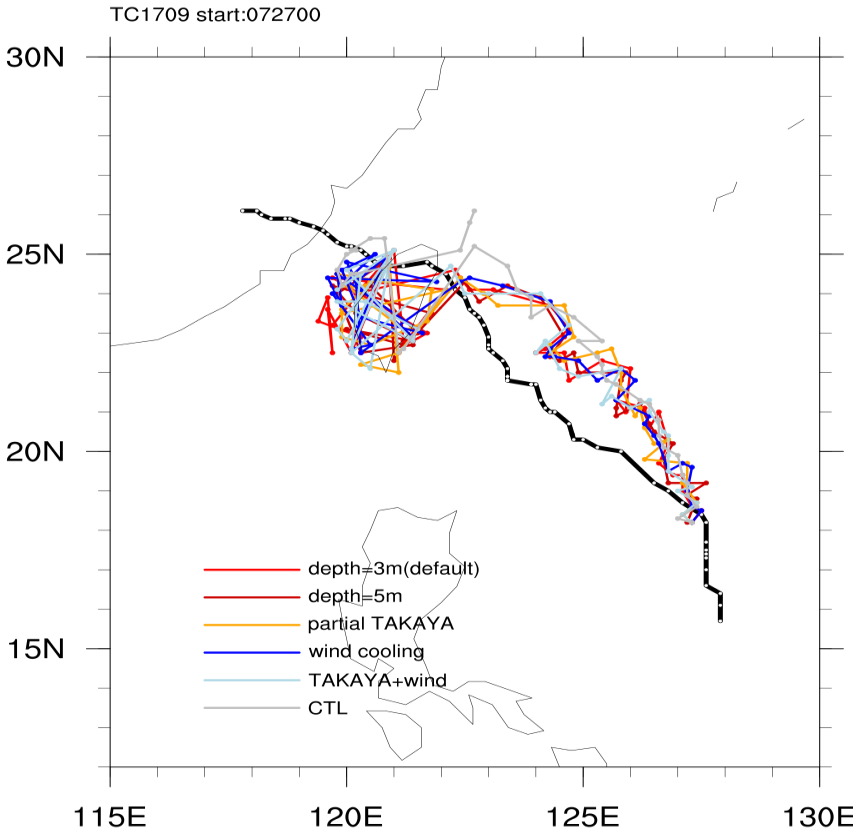 TC1709 start:072700
30N
25N
20N
15N
depth=3m(default)
depth=5m
partial TAKAYA
wind cooling
TAKAYA+wind
CTL
115E
120E
125E
130E